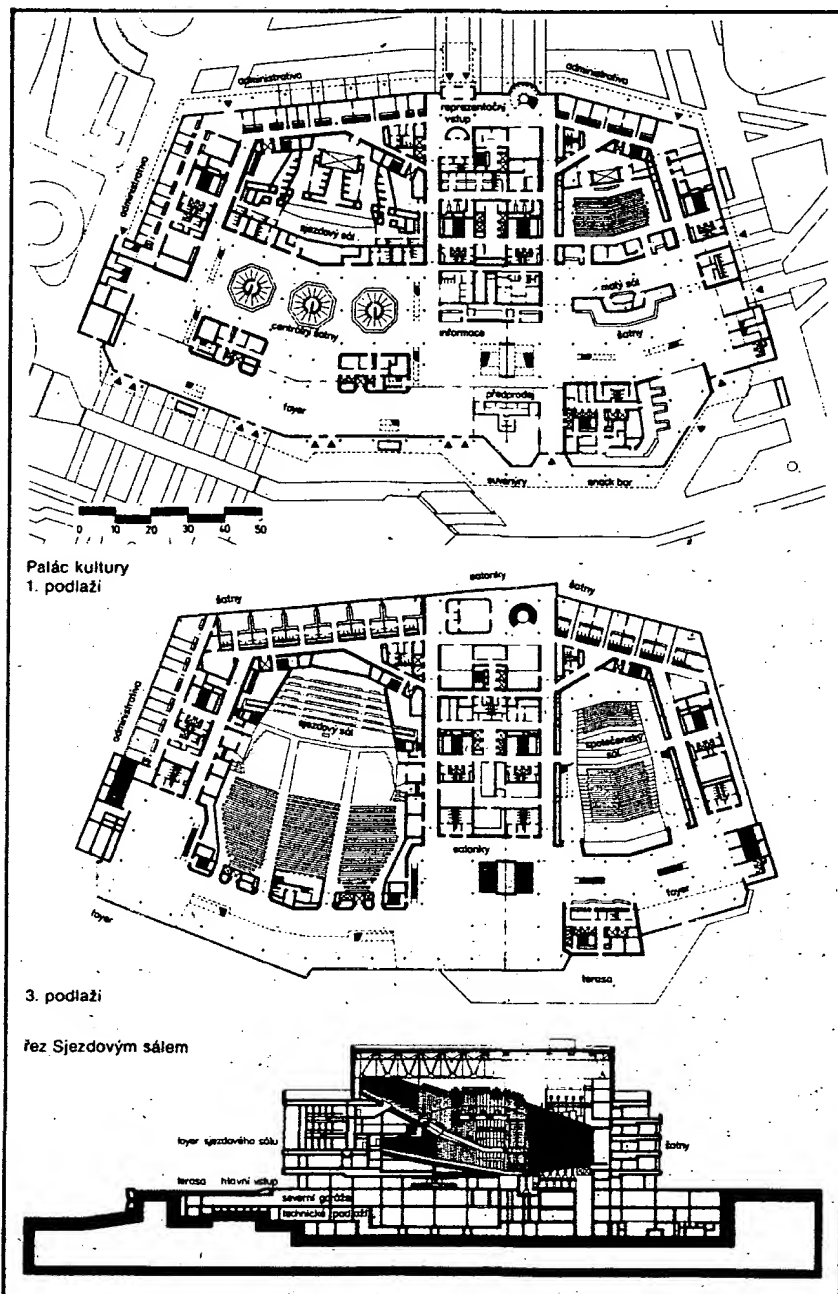 administrativa
administrativa
reprezentační
vstup
administrativa
sjezdový sál
malý sál
centrální šatny
informace
šatny
předprodej
foyer
suvenýry
snack bar
0 10 20 30 40 50
Palác kultury
1. podlaží
šatny
salonky
šatny
administrativa
sjezdový sál
společenský
sál
salonky
foyer
foyer
terasa
3. podlaží
řez Sjezdovým sálem
foyer sjezdového sálu
šatny
terasa hlavní vstup
severní garáže
technické podlaží